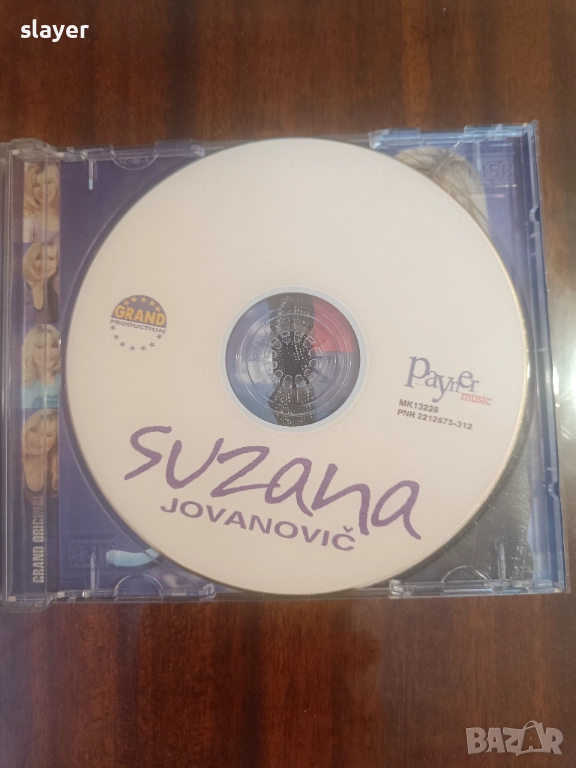 slayer
GRAND
PRODUCTION
Payner
music
MK13228
PNR 2212573-312
suzana
JOVANOVIČ
GRAND ORIGINAL
BAZAR